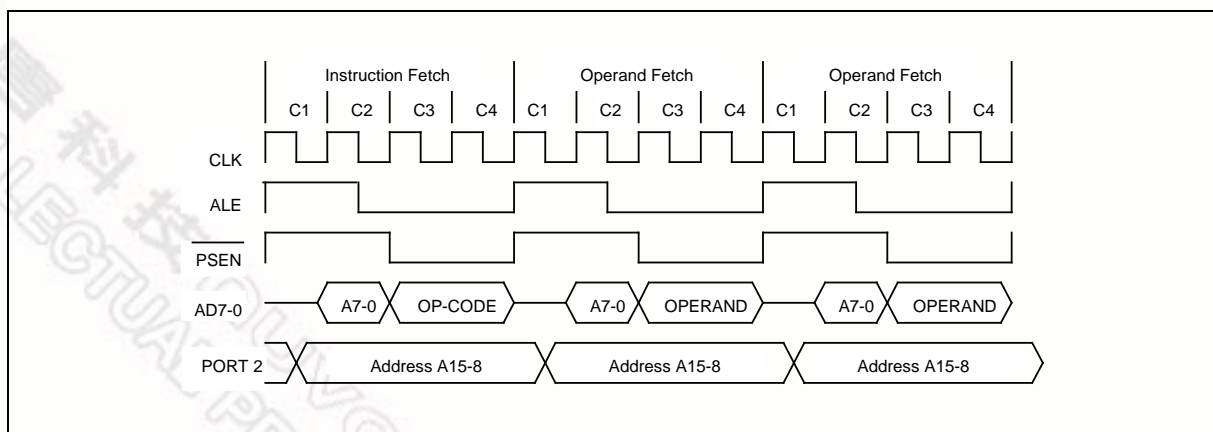 Instruction Fetch Operand Fetch Operand Fetch
C1 C2 C3 C4 C1 C2 C3 C4 C1 C2 C3 C4
CLK
ALE
PSEN
AD7-0 A7-0 OP-CODE A7-0 OPERAND A7-0 OPERAND
PORT 2 Address A15-8 Address A15-8 Address A15-8
科技